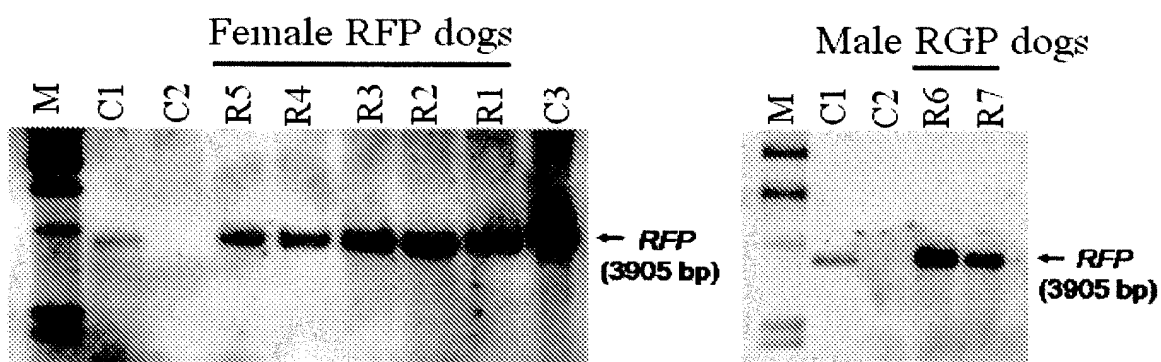 Female RFP dogs
M C1 C2 R5 R4 R3 R2 R1 C3
← RFP
(3905 bp)
Male RGP dogs
M C1 C2 R6 R7
← RFP
(3905 bp)